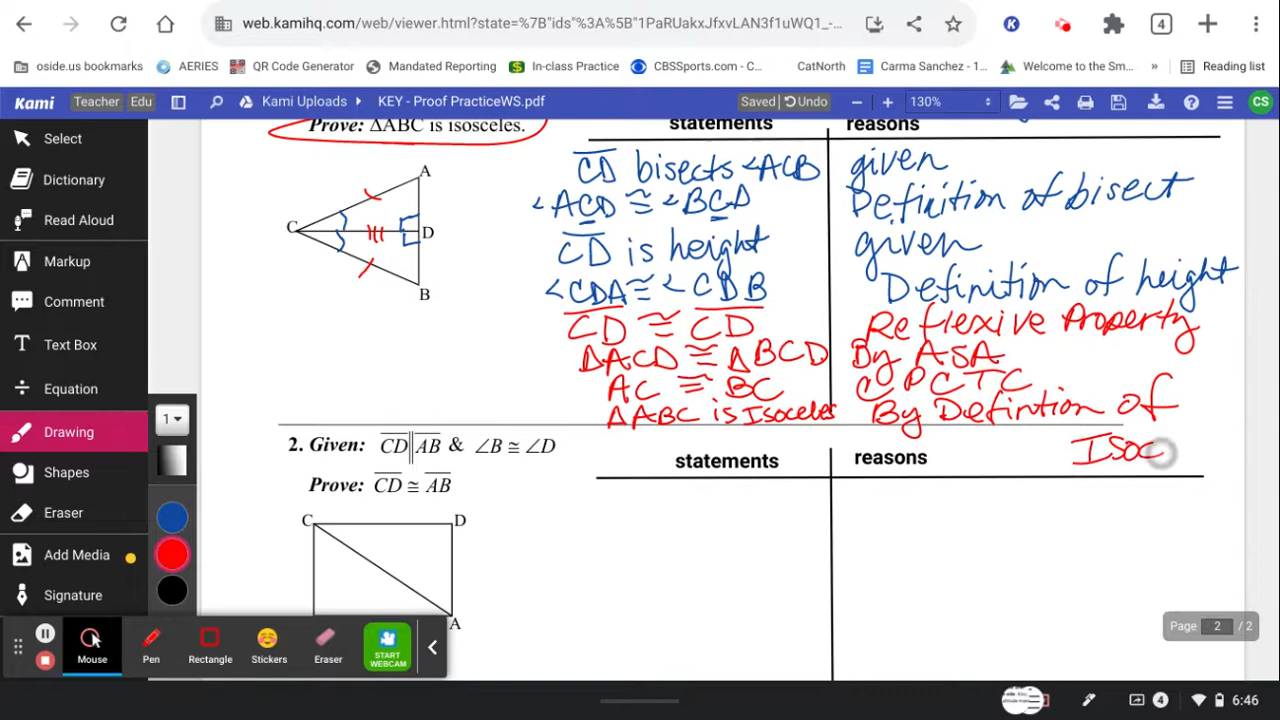 web.kamihq.com/web/viewer.html?state=%7B"ids"%3A%5B"1PaRUakxJfxvLAN3f1uWQ1_-...
4
oside.us bookmarks AERIES QR Code Generator Mandated Reporting In-class Practice CBSSports.com - C... CatNorth Carma Sanchez - 1... Welcome to the Sm... » Reading list
Kami Teacher Edu Kami Uploads KEY - Proof PracticeWS.pdf Saved Undo 130% CS
Select
Dictionary
Read Aloud
Markup
Comment
Text Box
Equation
Drawing
Shapes
Eraser
Add Media
Signature
1
Prove: ΔABC is isosceles.
statements reasons
A
C
D
B
CD bisects ∠ACB given
∠ACD ≅ ∠BCD Definition of bisect
CD is height given
∠CDA ≅ ∠CDB Definition of height
CD ≅ CD Reflexive Property
ΔACD ≅ ΔBCD By ASA
AC ≅ BC CPCTC
ΔABC is Isoceles By Defintion of
Isoc
2. Given: CD ∥ AB & ∠B ≅ ∠D
Prove: CD ≅ AB
statements reasons
C D
A
Page 2 / 2
Mouse Pen Rectangle Stickers Eraser START WEBCAM
4 6:46